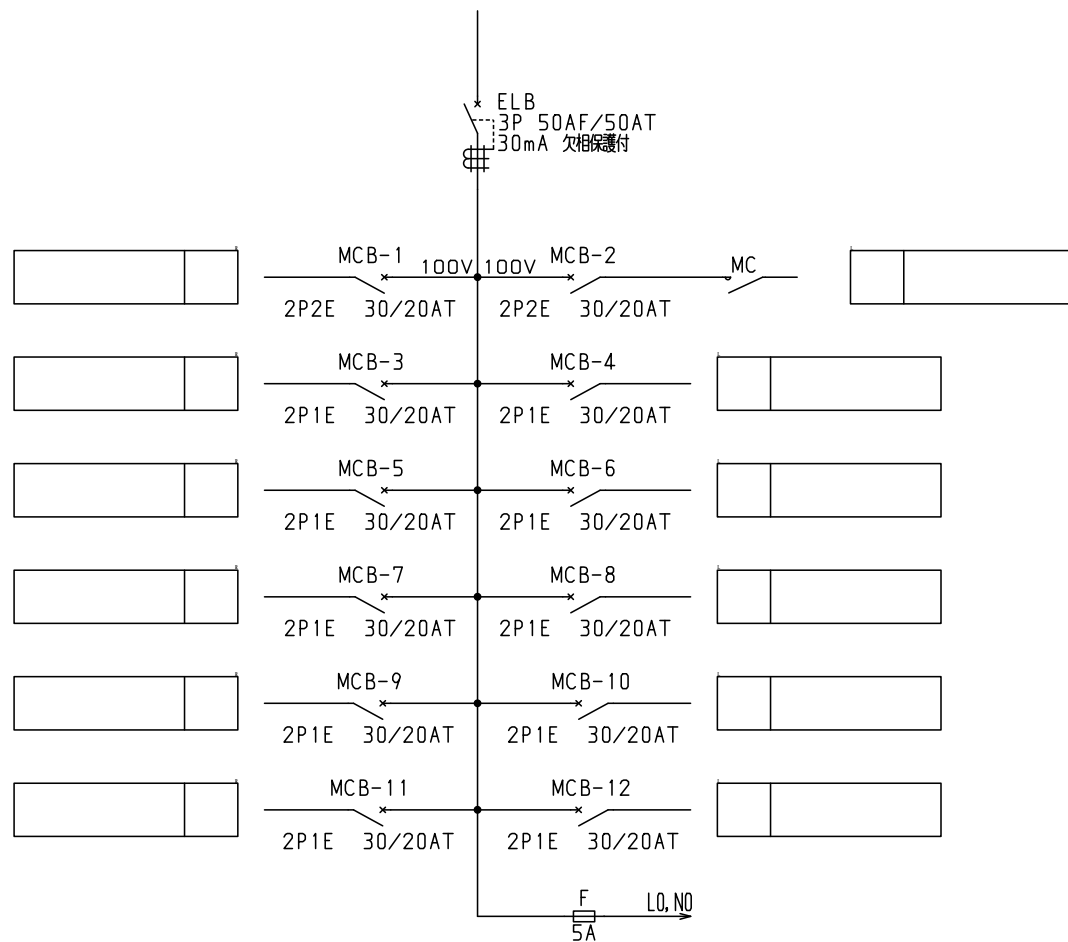 ELB
3P 50AF/50AT
30mA 欠相保護付
MCB-1 100V 100V MCB-2 MC
2P2E 30/20AT 2P2E 30/20AT
MCB-3 MCB-4
2P1E 30/20AT 2P1E 30/20AT
MCB-5 MCB-6
2P1E 30/20AT 2P1E 30/20AT
MCB-7 MCB-8
2P1E 30/20AT 2P1E 30/20AT
MCB-9 MCB-10
2P1E 30/20AT 2P1E 30/20AT
MCB-11 MCB-12
2P1E 30/20AT 2P1E 30/20AT
F L0,N0
5A